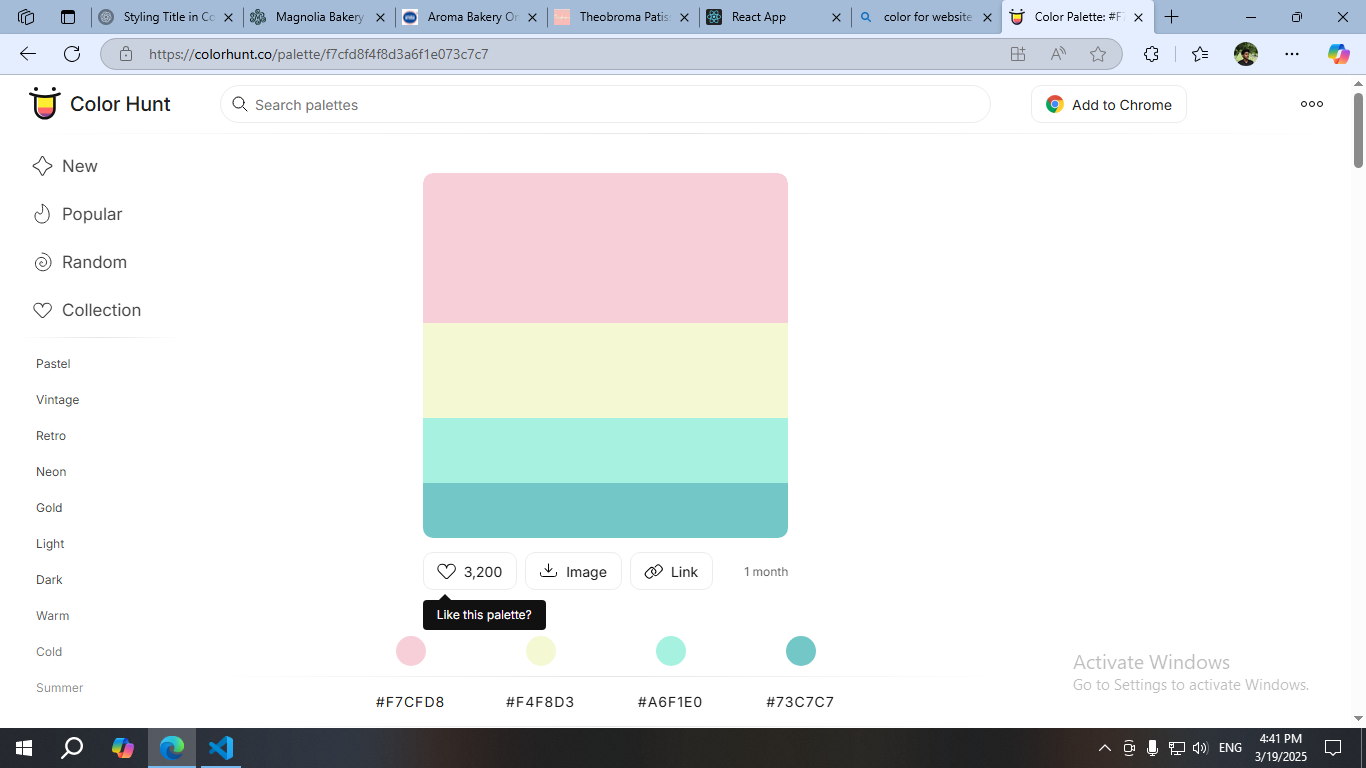 Styling Title in Co
Magnolia Bakery
Aroma Bakery Or
Theobroma Patis
React App
color for website
Color Palette: #F7
https://colorhunt.co/palette/f7cfd8f4f8d3a6f1e073c7c7
Color Hunt
Search palettes
Add to Chrome
New
Popular
Random
Collection
Pastel
Vintage
Retro
Neon
Gold
Light
Dark
Warm
Cold
Summer
3,200
Image
Link
1 month
Like this palette?
#F7CFD8
#F4F8D3
#A6F1E0
#73C7C7
Activate Windows
Go to Settings to activate Windows.
ENG
4:41 PM
3/19/2025